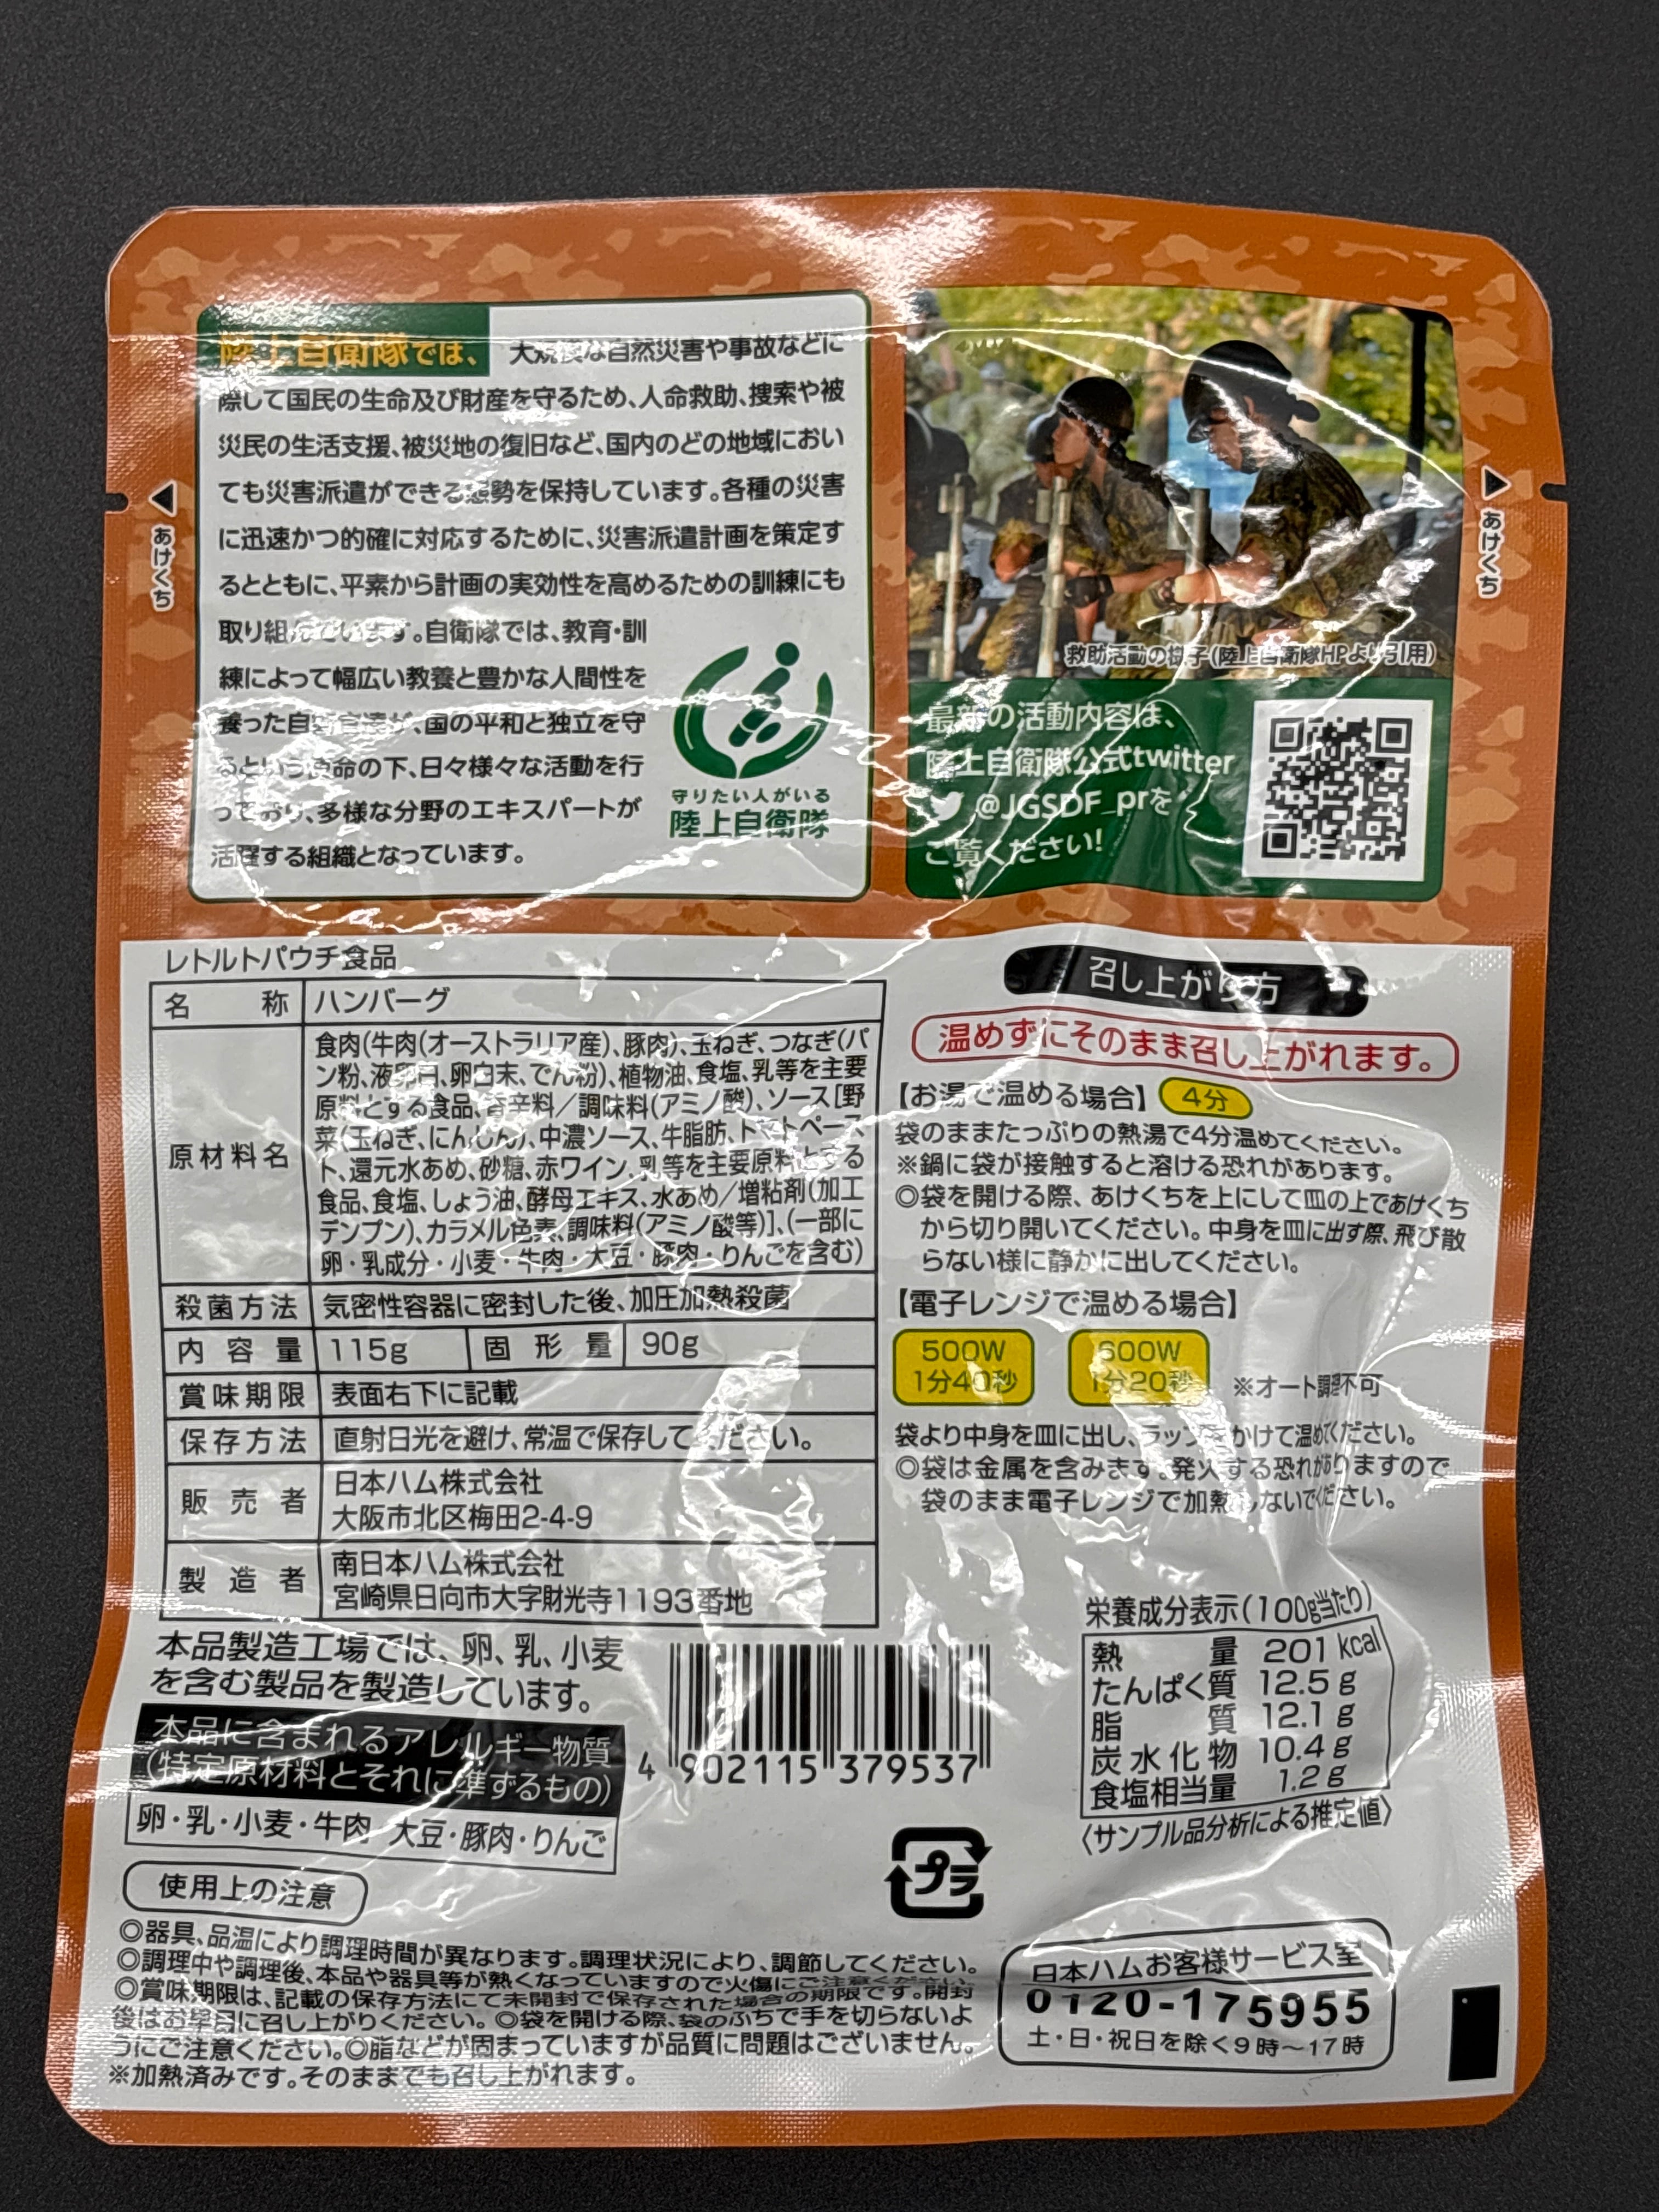 陸上自衛隊では、大規模な自然災害や事故などに
際して国民の生命及び財産を守るため、人命救助、捜索や被
災民の生活支援、被災地の復旧など、国内のどの地域におい
ても災害派遣ができる態勢を保持しています。各種の災害
に迅速かつ的確に対応するために、災害派遣計画を策定す
るとともに、平素から計画の実効性を高めるための訓練にも
取り組んでいます。自衛隊では、教育・訓
練によって幅広い教養と豊かな人間性を
養った自衛官達が、国の平和と独立を守
るという使命の下、日々様々な活動を行
っており、多様な分野のエキスパートが
活躍する組織となっています。
守りたい人がいる
陸上自衛隊
あけくち
あけくち
救助活動の様子(陸上自衛隊HPより引用)
最新の活動内容は、
陸上自衛隊公式twitter
@JGSDF_prを
ご覧ください!
レトルトパウチ食品
名称 ハンバーグ
原材料名
食肉(牛肉(オーストラリア産)、豚肉)、玉ねぎ、つなぎ(パ
ン粉、液卵白、卵白末、でん粉)、植物油、食塩、乳等を主要
原料とする食品、香辛料／調味料(アミノ酸)、ソース[野
菜(玉ねぎ、にんじん)、中濃ソース、牛脂肪、トマトペース
ト、還元水あめ、砂糖、赤ワイン、乳等を主要原料とする
食品、食塩、しょう油、酵母エキス、水あめ／増粘剤(加工
デンプン)、カラメル色素、調味料(アミノ酸等)]、(一部に
卵・乳成分・小麦・牛肉・大豆・豚肉・りんごを含む)
殺菌方法 気密性容器に密封した後、加圧加熱殺菌
内容量 115g 固形量 90g
賞味期限 表面右下に記載
保存方法 直射日光を避け、常温で保存してください。
販売者 日本ハム株式会社
大阪市北区梅田2-4-9
製造者 南日本ハム株式会社
宮崎県日向市大字財光寺1193番地
本品製造工場では、卵、乳、小麦
を含む製品を製造しています。
本品に含まれるアレルギー物質
(特定原材料とそれに準ずるもの)
卵・乳・小麦・牛肉・大豆・豚肉・りんご
4 902115 379537
プラ
召し上がり方
温めずにそのまま召し上がれます。
【お湯で温める場合】 4分
袋のままたっぷりの熱湯で4分温めてください。
※鍋に袋が接触すると溶ける恐れがあります。
◎袋を開ける際、あけくちを上にして皿の上であけくち
から切り開いてください。中身を皿に出す際、飛び散
らない様に静かに出してください。
【電子レンジで温める場合】
500W 600W
1分40秒 1分20秒 ※オート調理不可
袋より中身を皿に出し、ラップをかけて温めてください。
◎袋は金属を含みます。発火する恐れがありますので
袋のまま電子レンジで加熱しないでください。
栄養成分表示(100g当たり)
熱量 201 kcal
たんぱく質 12.5 g
脂質 12.1 g
炭水化物 10.4 g
食塩相当量 1.2 g
〈サンプル品分析による推定値〉
使用上の注意
◎器具、品温により調理時間が異なります。調理状況により、調節してください。
◎調理中や調理後、本品や器具等が熱くなっていますので火傷にご注意ください。
◎賞味期限は、記載の保存方法にて未開封で保存された場合の期限です。開封
後はお早目に召し上がりください。◎袋を開ける際、袋のふちで手を切らないよ
うにご注意ください。◎脂などが固まっていますが品質に問題はございません。
※加熱済みです。そのままでも召し上がれます。
日本ハムお客様サービス室
0120-175955
土・日・祝日を除く9時～17時